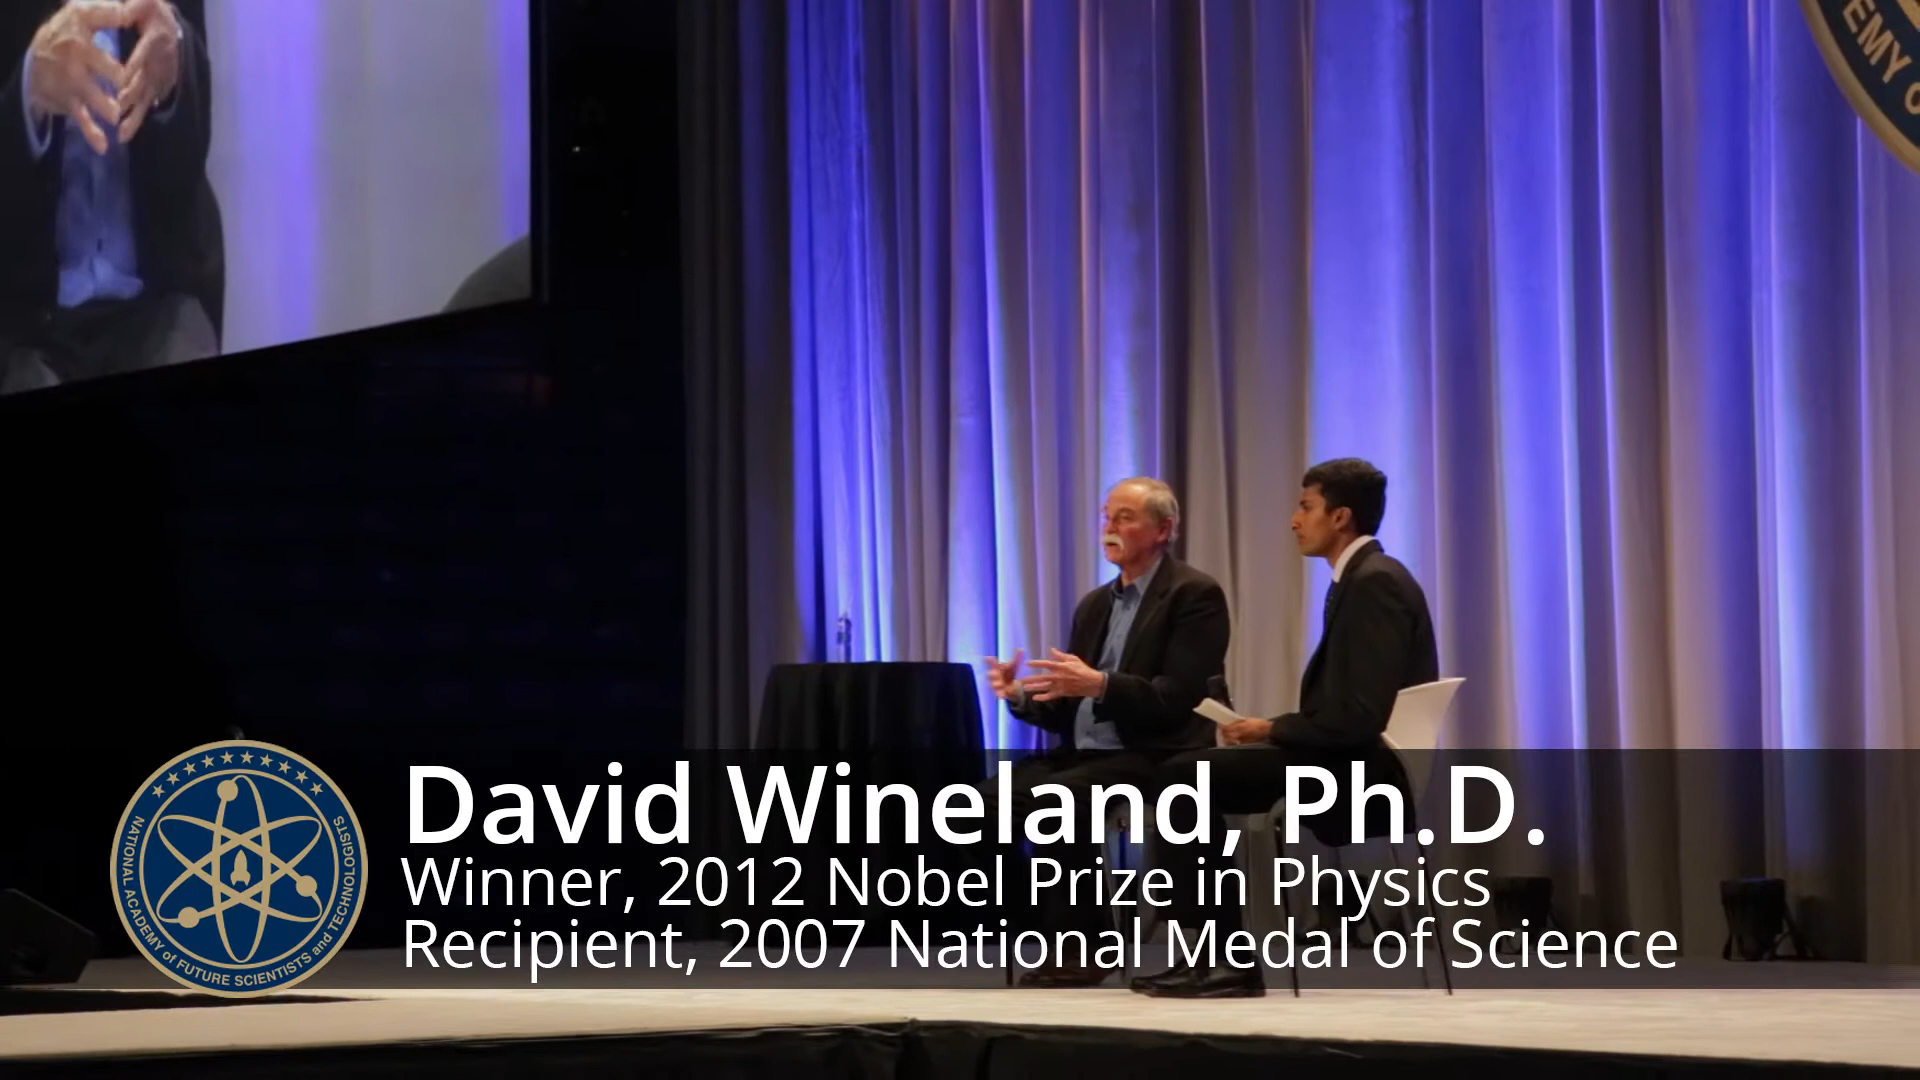 EMY O
David Wineland, Ph.D.
Winner, 2012 Nobel Prize in Physics
Recipient, 2007 National Medal of Science
NATIONAL ACADEMY of FUTURE SCIENTISTS and TECHNOLOGISTS